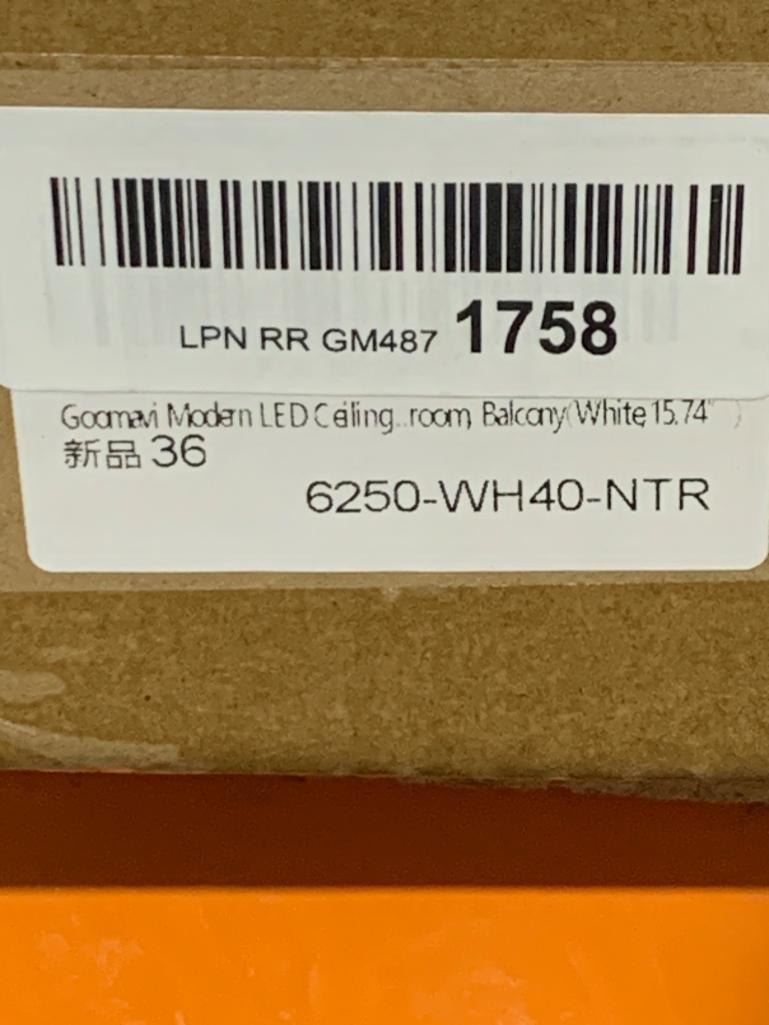 LPN RR GM487 1758
Goomavi Modern LED Ceiling...room, Balcony(White,15.74" )
新品 36
6250-WH40-NTR